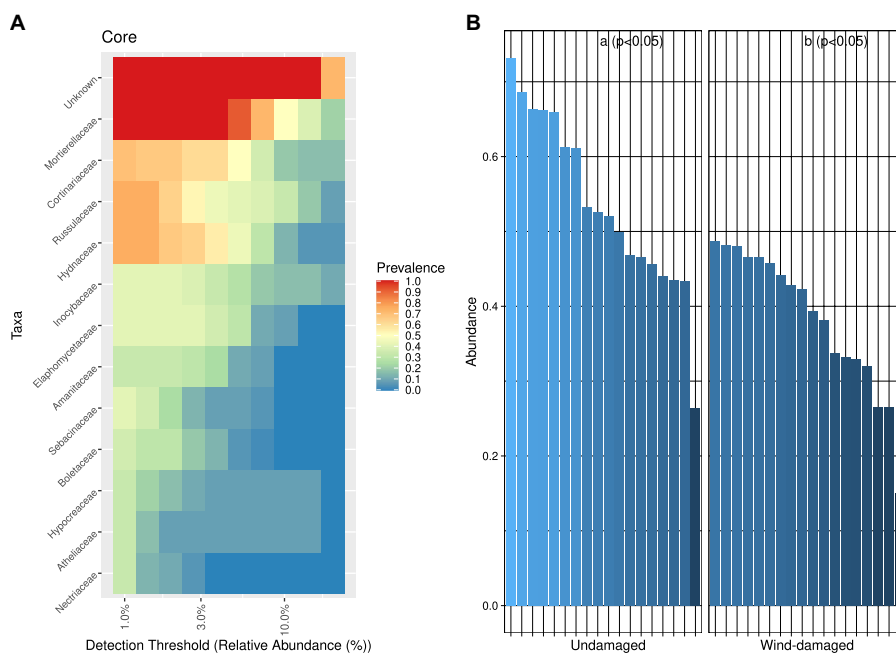 A
Core
Taxa
Unknown
Mortierellaceae
Cortinariaceae
Russulaceae
Hydnaceae
Inocybaceae
Elaphomycetaceae
Amanitaceae
Sebacinaceae
Boletaceae
Hypocreaceae
Atheliaceae
Nectriaceae
1.0%
3.0%
10.0%
Detection Threshold (Relative Abundance (%))
Prevalence
1.0
0.9
0.8
0.7
0.6
0.5
0.4
0.3
0.2
0.1
0.0
B
a (p<0.05)
b (p<0.05)
Abundance
0.6
0.4
0.2
0.0
Undamaged
Wind-damaged